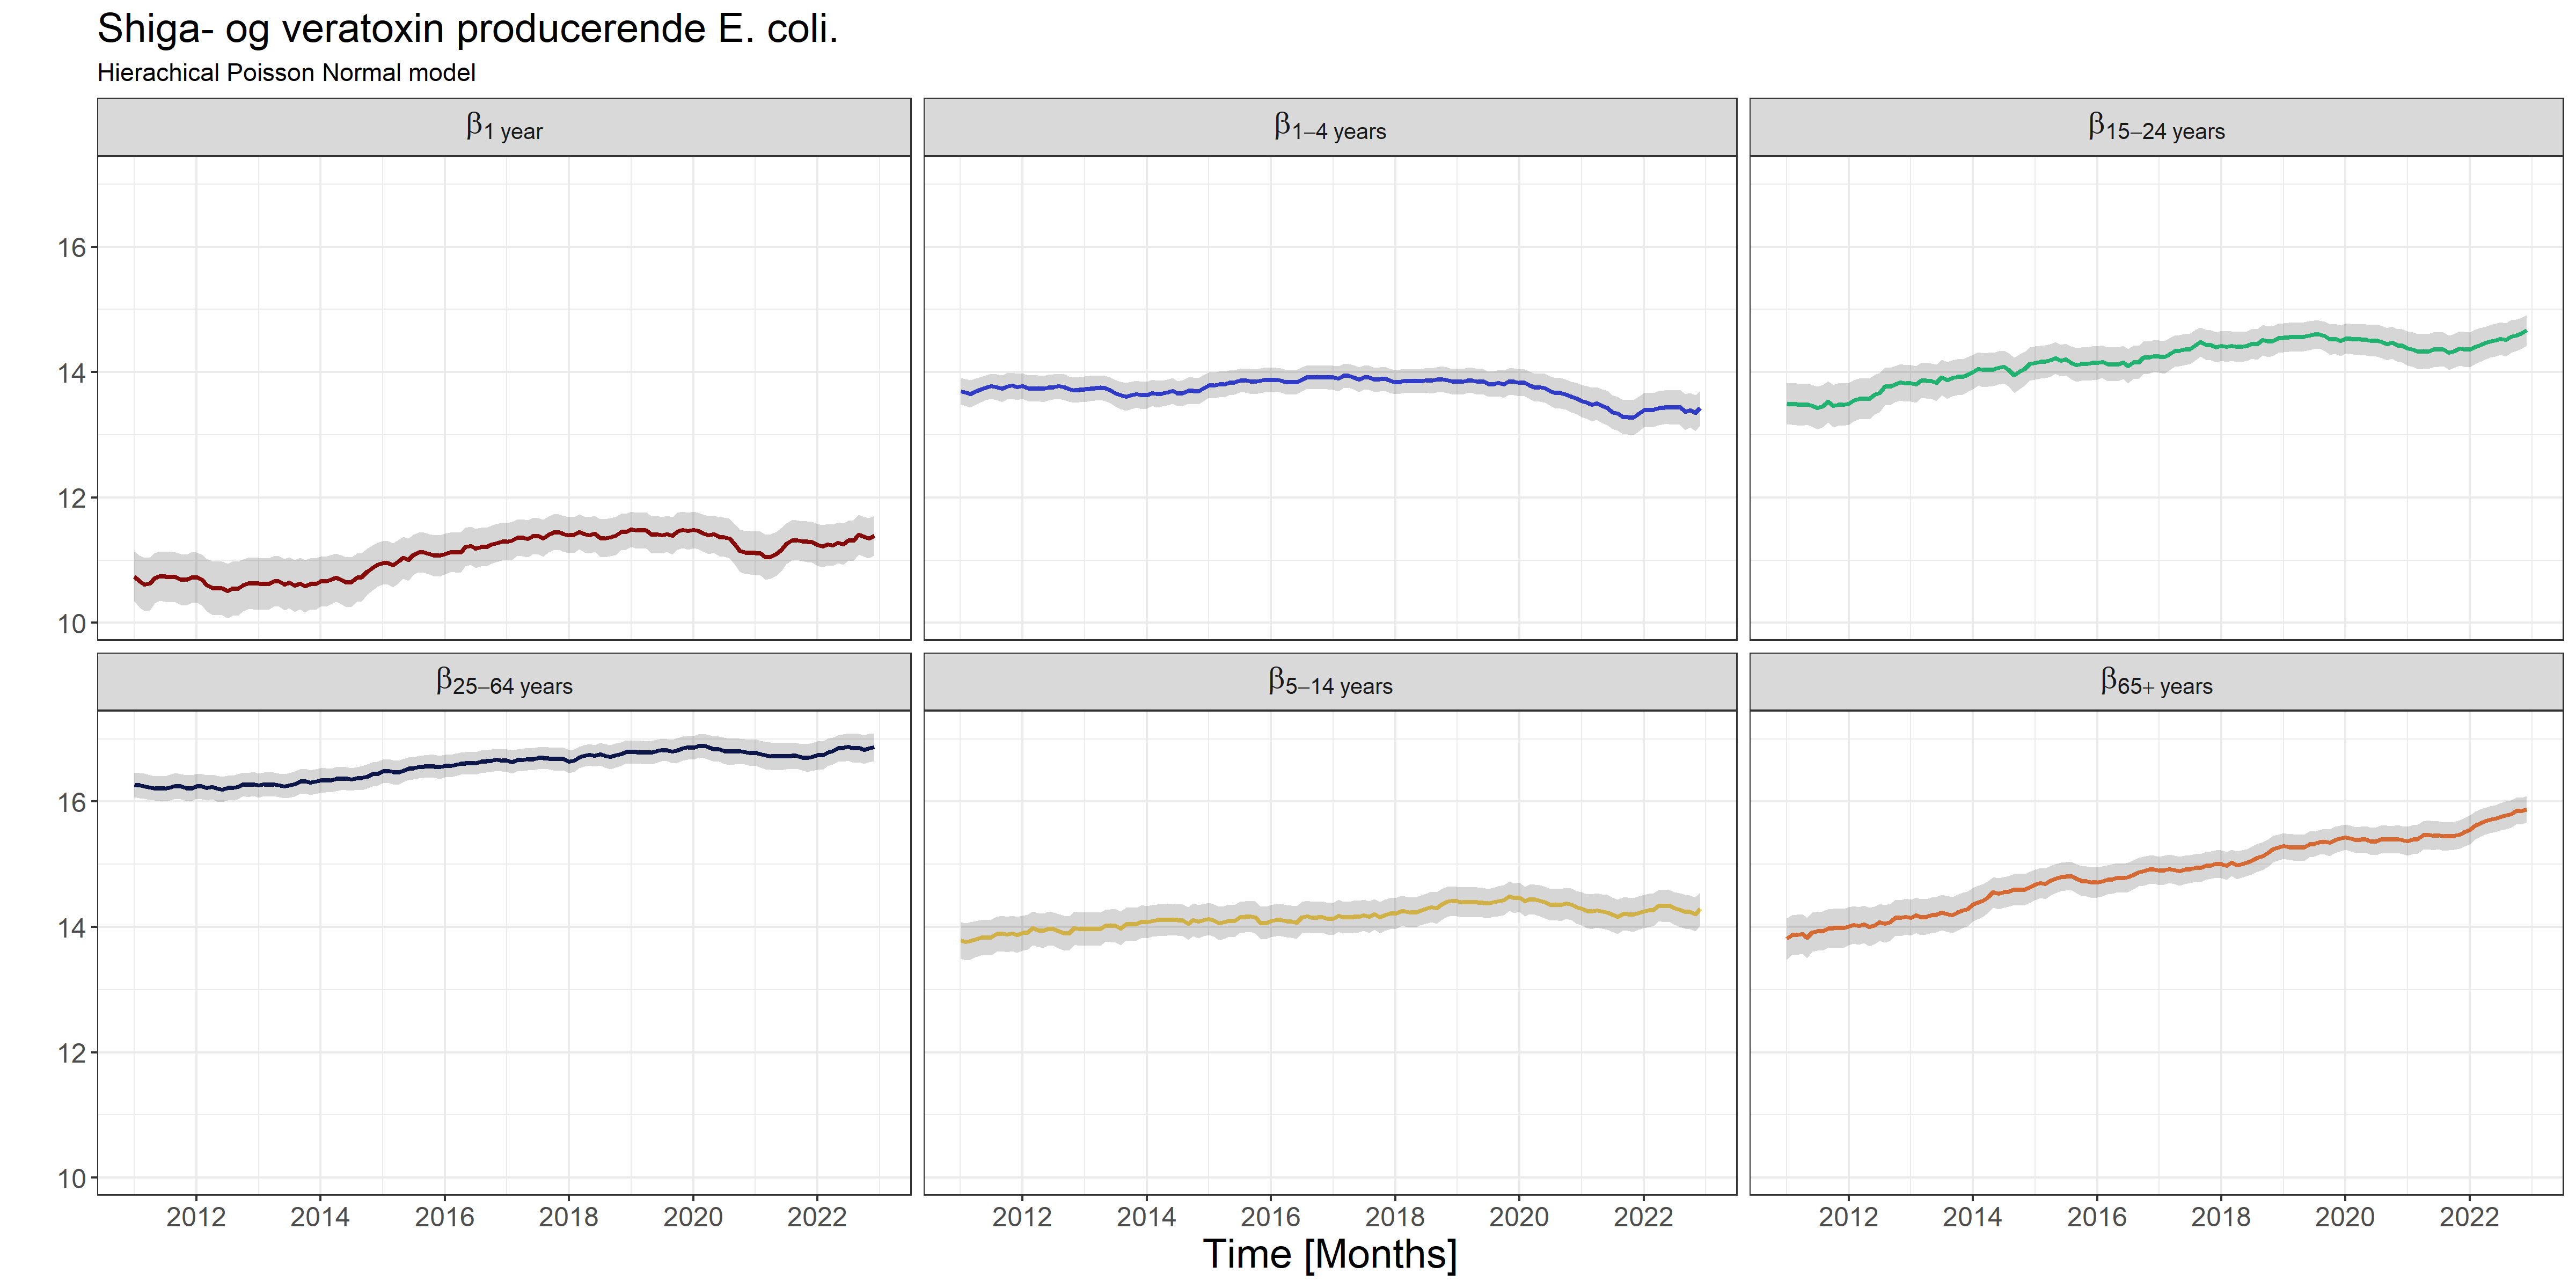 Shiga- og veratoxin producerende E. coli.
Hierachical Poisson Normal model
β1 year
β1–4 years
β15–24 years
16
14
12
10
β25–64 years
β5–14 years
β65+ years
16
14
12
10
2012 2014 2016 2018 2020 2022
2012 2014 2016 2018 2020 2022
2012 2014 2016 2018 2020 2022
Time [Months]